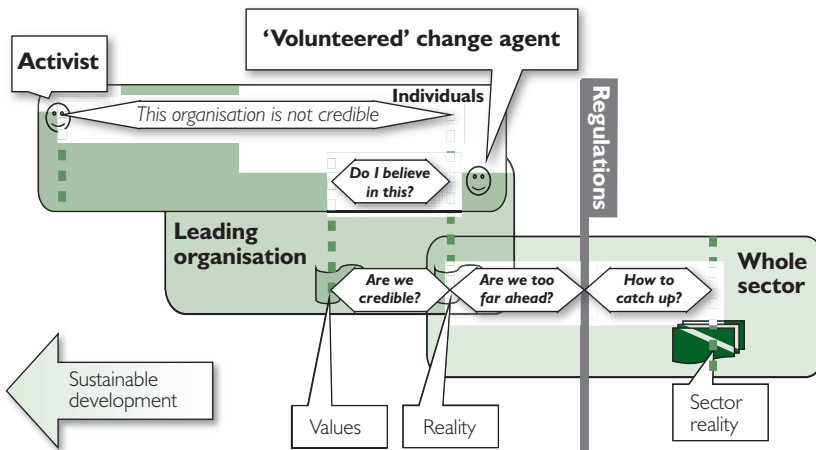 ‘Volunteered’ change agent
Activist
Individuals
This organisation is not credible
Regulations
Do I believe
in this?
Leading
organisation
Whole
sector
Are we
credible?
Are we too
far ahead?
How to
catch up?
Sustainable
development
Values
Reality
Sector
reality